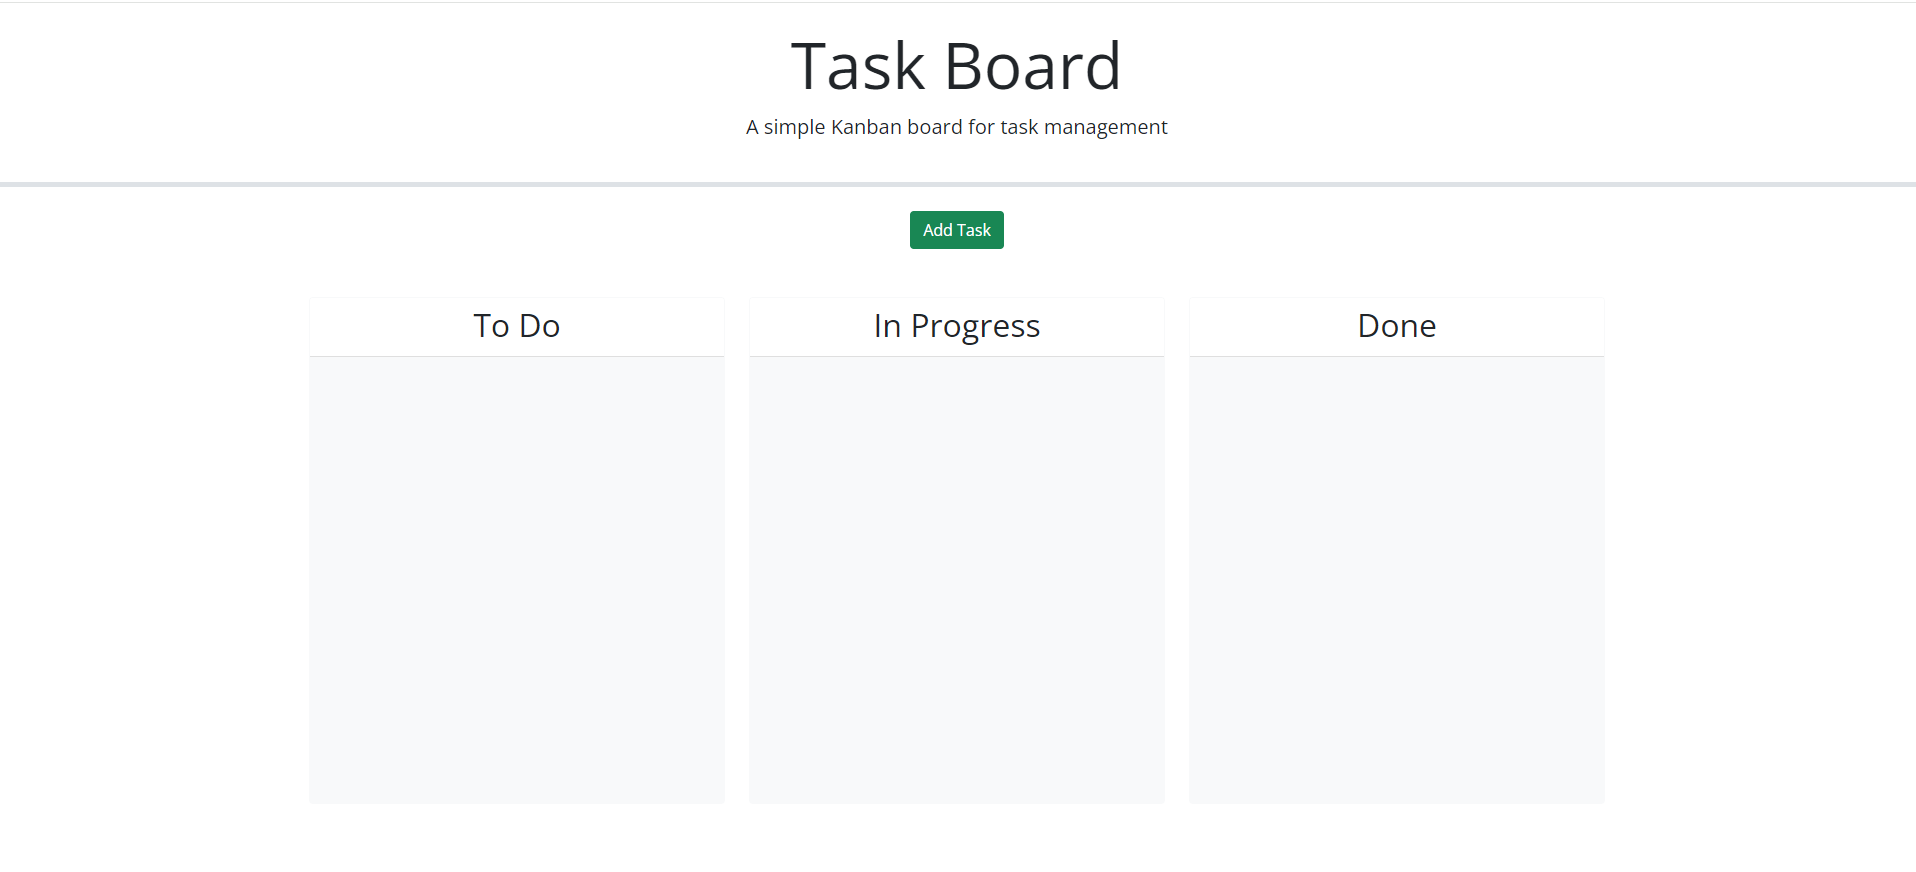 Task Board
A simple Kanban board for task management
Add Task
To Do
In Progress
Done